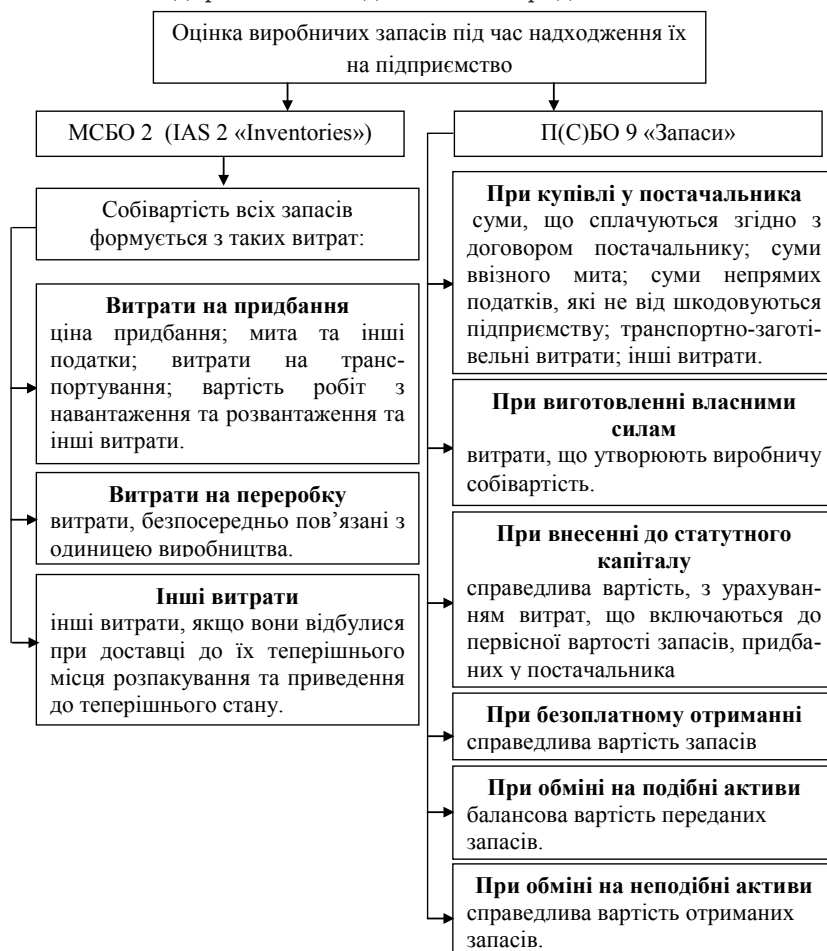 Оцінка виробничих запасів під час надходження їх
на підприємство
МСБО 2 (IAS 2 «Inventories»)
П(С)БО 9 «Запаси»
Собівартість всіх запасів
формується з таких витрат:
Витрати на придбання
ціна придбання; мита та інші
податки; витрати на транс-
портування; вартість робіт з
навантаження та розвантаження та
інші витрати.
Витрати на переробку
витрати, безпосередньо пов’язані з
одиницею виробництва.
Інші витрати
інші витрати, якщо вони відбулися
при доставці до їх теперішнього
місця розпакування та приведення
до теперішнього стану.
При купівлі у постачальника
суми, що сплачуються згідно з
договором постачальнику; суми
ввізного мита; суми непрямих
податків, які не від шкодовуються
підприємству; транспортно-заготі-
вельні витрати; інші витрати.
При виготовленні власними
силам
витрати, що утворюють виробничу
собівартість.
При внесенні до статутного
капіталу
справедлива вартість, з урахуван-
ням витрат, що включаються до
первісної вартості запасів, придба-
них у постачальника
При безоплатному отриманні
справедлива вартість запасів
При обміні на подібні активи
балансова вартість переданих
запасів.
При обміні на неподібні активи
справедлива вартість отриманих
запасів.